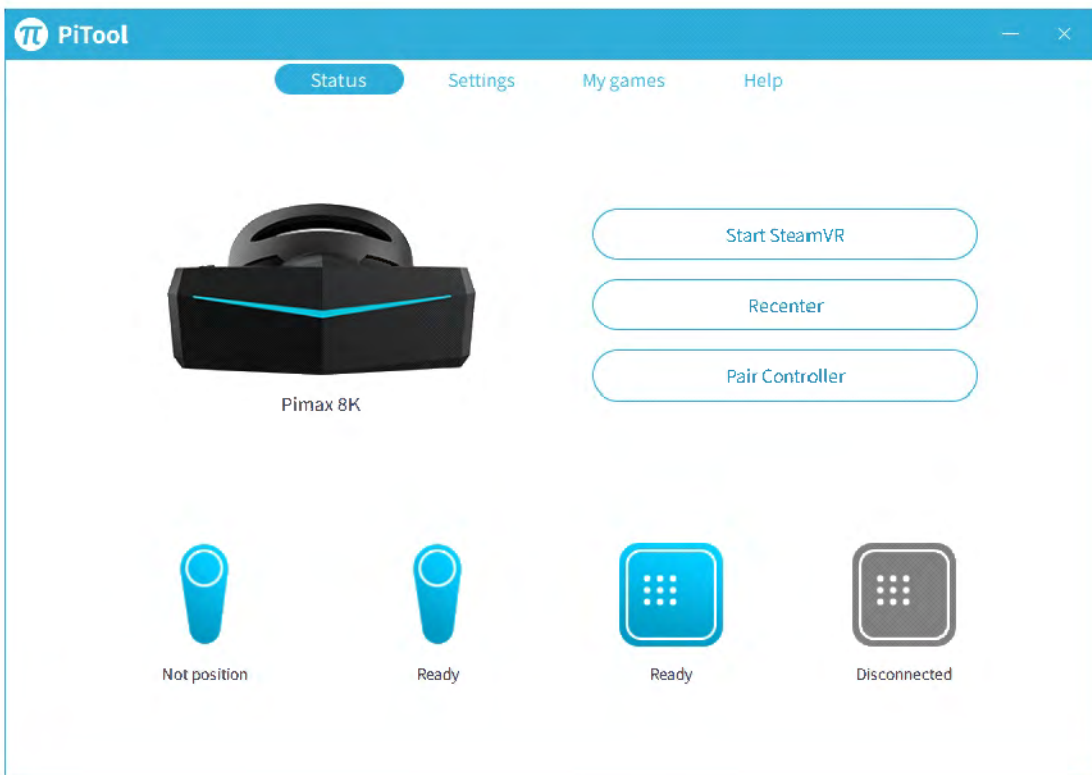 π PiTool
Status Settings My games Help
Start SteamVR
Recenter
Pair Controller
Pimax 8K
Not position Ready Ready Disconnected